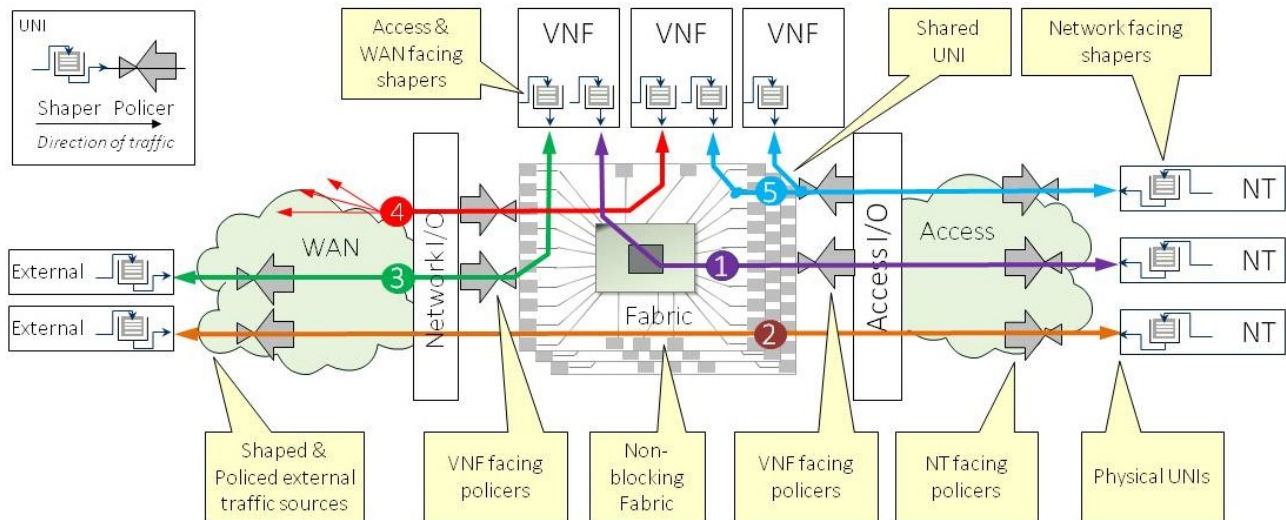 UNI
Shaper Policer
Direction of traffic
Access &
WAN facing
shapers
VNF
VNF
VNF
Shared
UNI
Network facing
shapers
Network I/O
Access I/O
WAN
Access
Fabric
External
External
NT
NT
NT
4
5
3
1
2
Shaped &
Policed external
traffic sources
VNF facing
policers
Non-
blocking
Fabric
VNF facing
policers
NT facing
policers
Physical UNIs